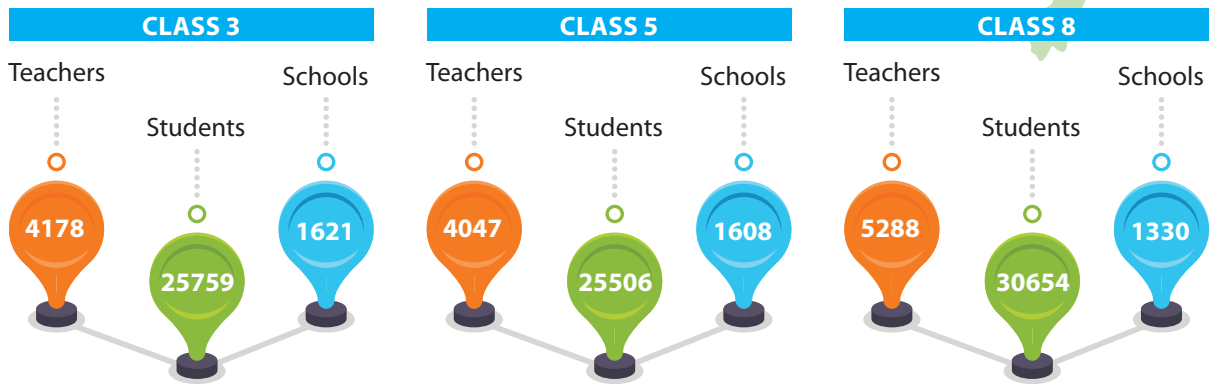 CLASS 3
Teachers
Schools
Students
4178
1621
25759
CLASS 5
Teachers
Schools
Students
4047
1608
25506
CLASS 8
Teachers
Schools
Students
5288
1330
30654